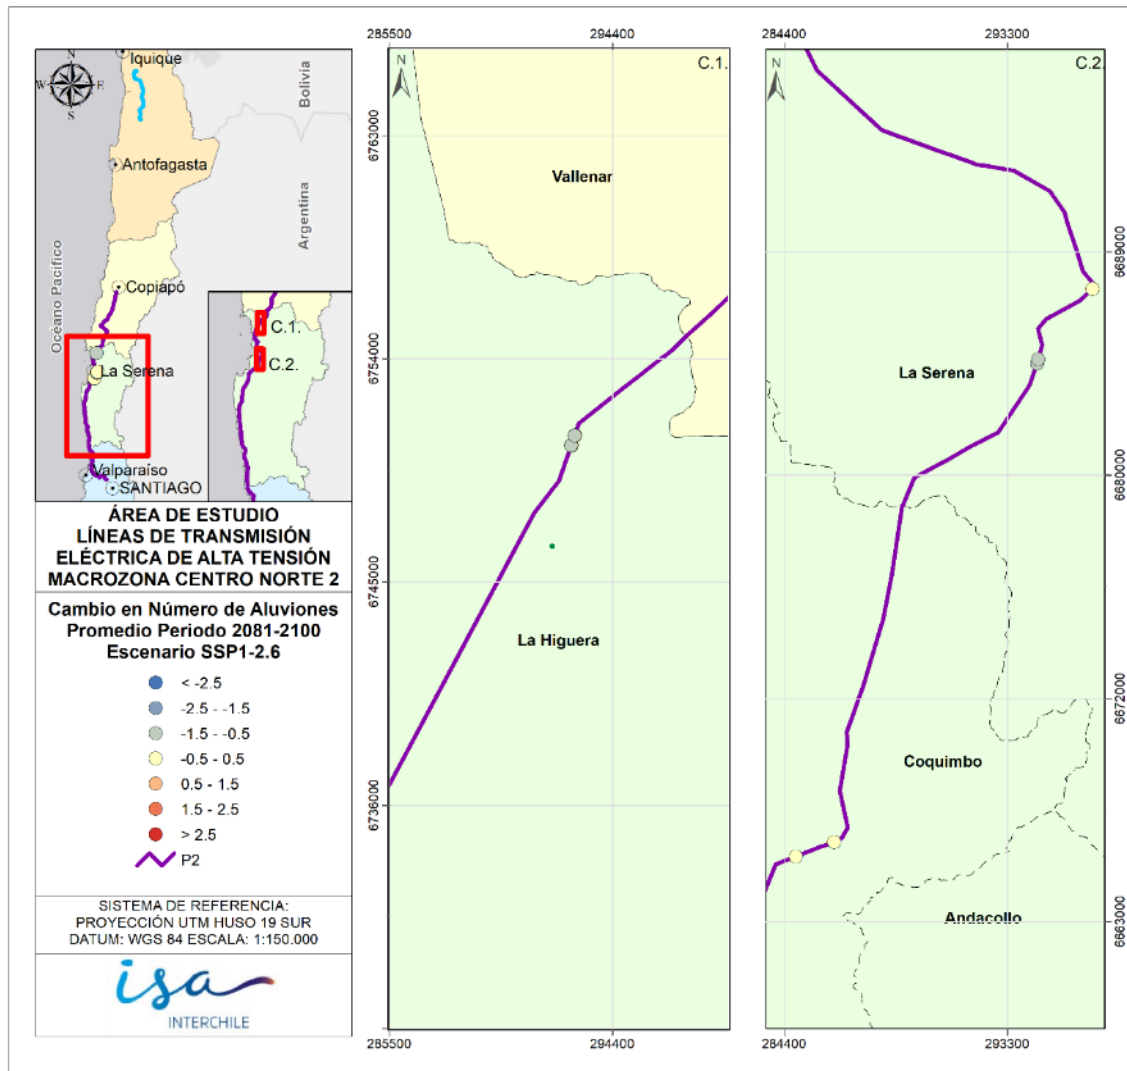 N
W
E
S
Iquique
Bolivia
Antofagasta
Argentina
Océano Pacífico
Copiapó
La Serena
Valparaíso
SANTIAGO
C.1.
C.2.
ÁREA DE ESTUDIO
LÍNEAS DE TRANSMISIÓN
ELÉCTRICA DE ALTA TENSIÓN
MACROZONA CENTRO NORTE 2
Cambio en Número de Aluviones
Promedio Periodo 2081-2100
Escenario SSP1-2.6
< -2.5
-2.5 - -1.5
-1.5 - -0.5
-0.5 - 0.5
0.5 - 1.5
1.5 - 2.5
> 2.5
P2
SISTEMA DE REFERENCIA:
PROYECCIÓN UTM HUSO 19 SUR
DATUM: WGS 84 ESCALA: 1:150.000
isa
INTERCHILE
285500
294400
C.1.
N
6763000
Vallenar
6754000
6745000
La Higuera
6736000
285500
294400
284400
293300
C.2.
N
6689000
La Serena
6680000
6672000
Coquimbo
Andacollo
6663000
284400
293300